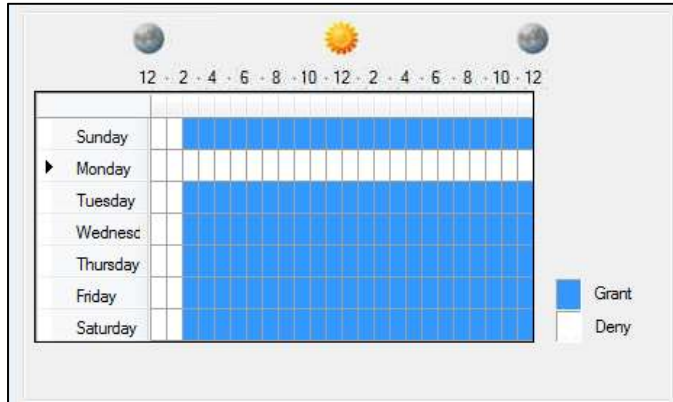 12 · 2 · 4 · 6 · 8 · 10 · 12 · 2 · 4 · 6 · 8 · 10 · 12
Sunday
Monday
Tuesday
Wednesc
Thursday
Friday
Saturday
Grant
Deny